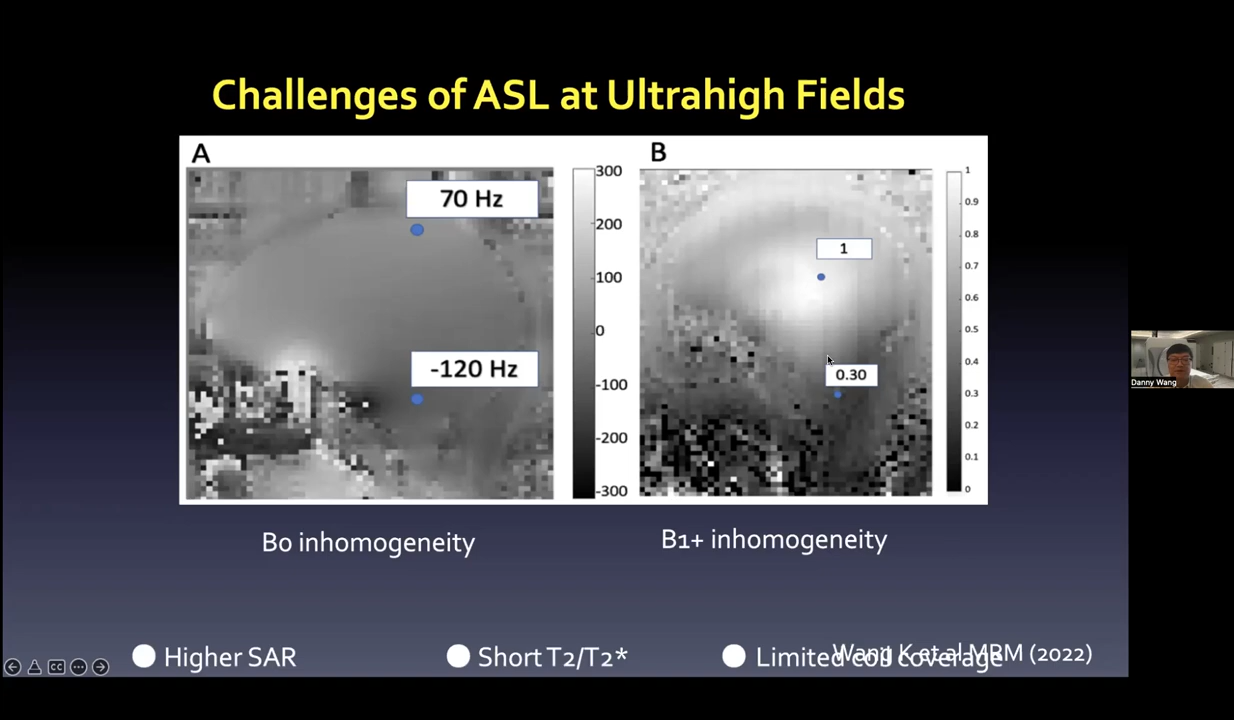 Challenges of ASL at Ultrahigh Fields
A
B
70 Hz
-120 Hz
300
200
100
0
-100
-200
-300
1
0.30
1
0.9
0.8
0.7
0.6
0.5
0.4
0.3
0.2
0.1
0
B0 inhomogeneity
B1+ inhomogeneity
Higher SAR
Short T2/T2*
Limited coil coverage
Wang K et al MRM (2022)
CC
Danny Wang